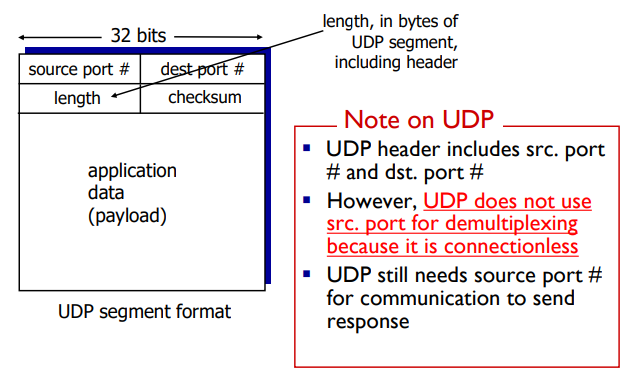 32 bits
length, in bytes of
UDP segment,
including header
source port #
dest port #
length
checksum
application
data
(payload)
UDP segment format
Note on UDP
UDP header includes src. port
# and dst. port #
However, UDP does not use
src. port for demultiplexing
because it is connectionless
UDP still needs source port #
for communication to send
response